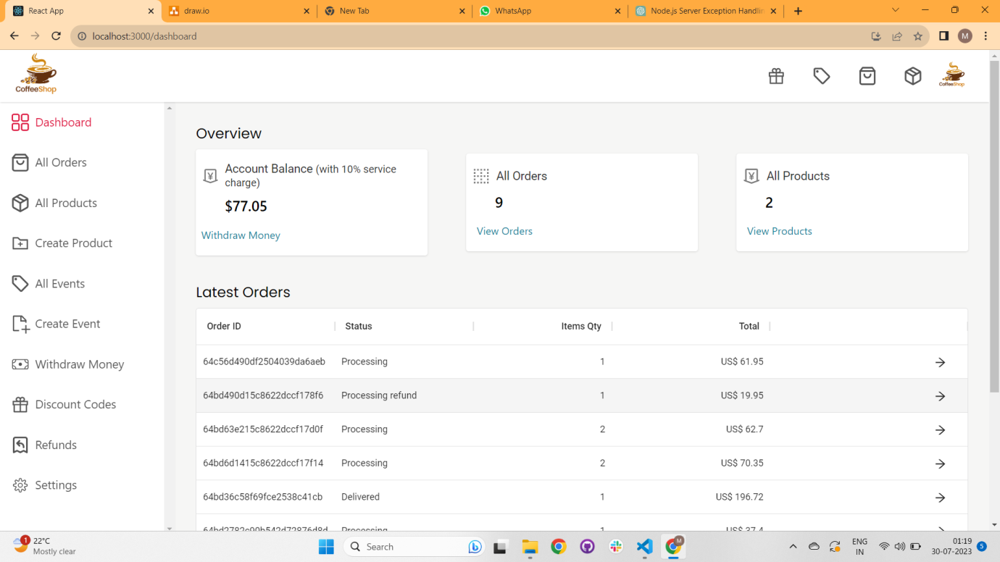 React App
draw.io
New Tab
WhatsApp
Node.js Server Exception Handlin
localhost:3000/dashboard
M
CoffeeShop
CoffeeShop
Dashboard
All Orders
All Products
Create Product
All Events
Create Event
Withdraw Money
Discount Codes
Refunds
Settings
Overview
Account Balance (with 10% service
charge)
$77.05
Withdraw Money
All Orders
9
View Orders
All Products
2
View Products
Latest Orders
Order ID Status Items Qty Total
64c56d490df2504039da6aeb Processing 1 US$ 61.95
64bd490d15c8622dccf178f6 Processing refund 1 US$ 19.95
64bd63e215c8622dccf17d0f Processing 2 US$ 62.7
64bd6d1415c8622dccf17f14 Processing 2 US$ 70.35
64bd36c58f69fce2538c41cb Delivered 1 US$ 196.72
Processing 1 US$ 37.4
1
22°C
Mostly clear
Search
M
ENG
IN
01:19
30-07-2023
5